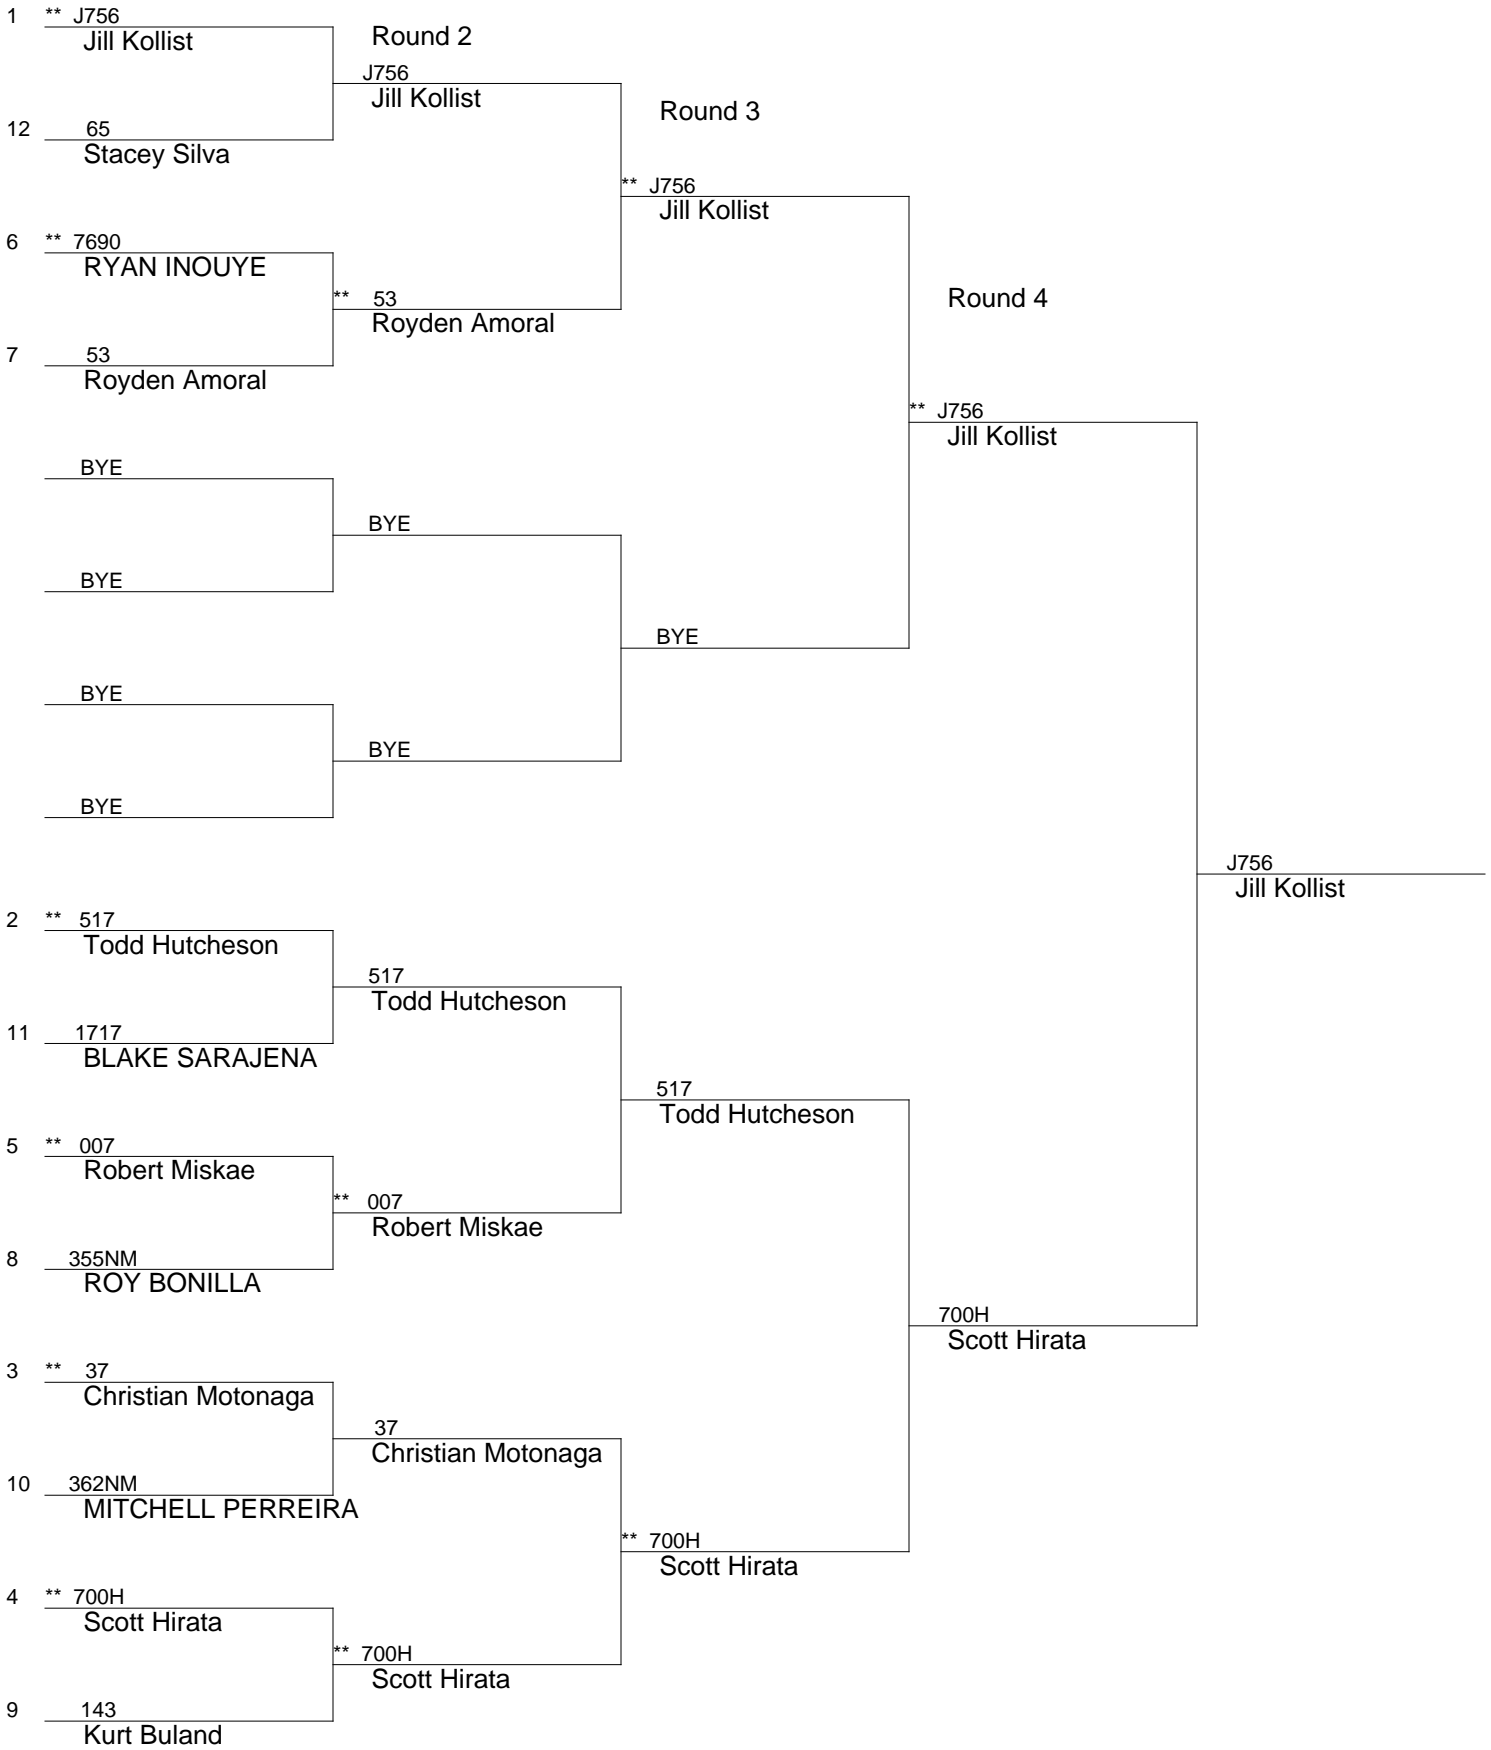 1 ** J756
Jill Kollist
Round 2
J756
Jill Kollist
Round 3
12 65
Stacey Silva
** J756
Jill Kollist
6 ** 7690
RYAN INOUYE
** 53
Royden Amoral
Round 4
7 53
Royden Amoral
** J756
Jill Kollist
BYE
BYE
BYE
BYE
BYE
BYE
BYE
J756
Jill Kollist
2 ** 517
Todd Hutcheson
517
Todd Hutcheson
11 1717
BLAKE SARAJENA
517
Todd Hutcheson
5 ** 007
Robert Miskae
** 007
Robert Miskae
8 355NM
ROY BONILLA
700H
Scott Hirata
3 ** 37
Christian Motonaga
37
Christian Motonaga
10 362NM
MITCHELL PERREIRA
** 700H
Scott Hirata
4 ** 700H
Scott Hirata
** 700H
Scott Hirata
9 143
Kurt Buland